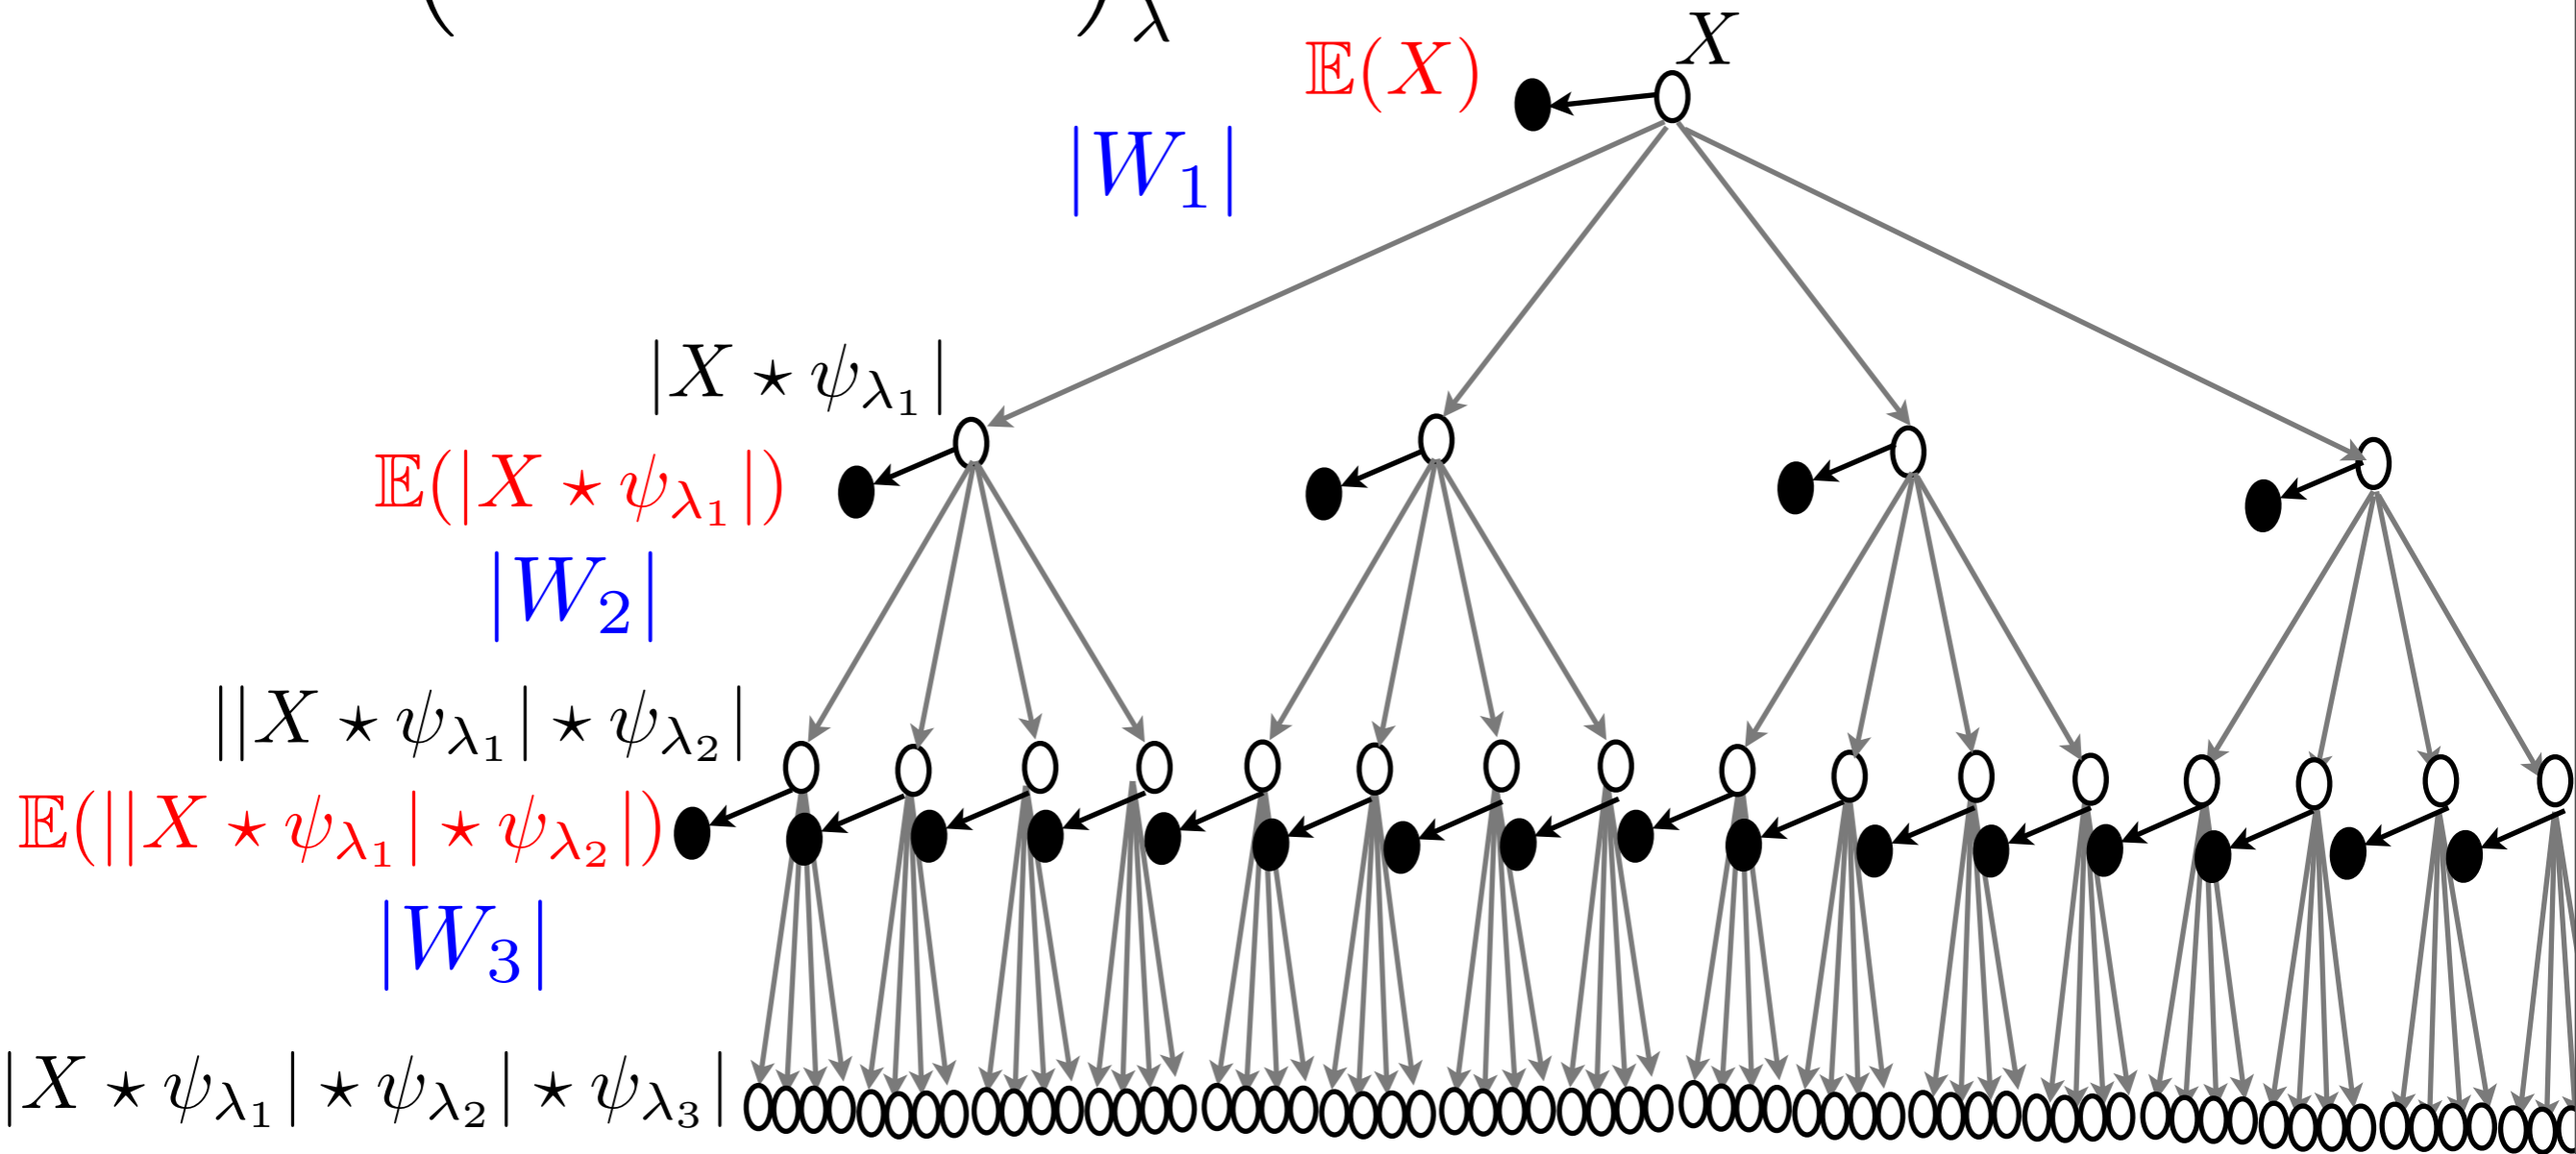 ( )λ
X
𝔼(X)
|W₁|
|X ⋆ ψ_λ₁|
𝔼(|X ⋆ ψ_λ₁|)
|W₂|
||X ⋆ ψ_λ₁| ⋆ ψ_λ₂|
𝔼(||X ⋆ ψ_λ₁| ⋆ ψ_λ₂|)
|W₃|
|X ⋆ ψ_λ₁| ⋆ ψ_λ₂| ⋆ ψ_λ₃|